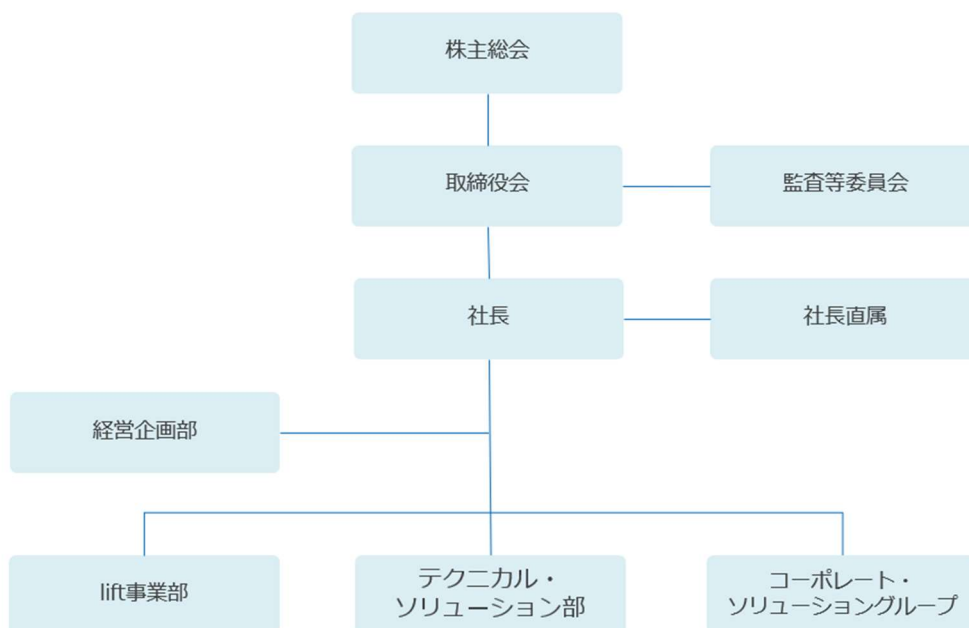 株主総会
取締役会
監査等委員会
社長
社長直属
経営企画部
lift事業部
テクニカル・
ソリューション部
コーポレート・
ソリューショングループ